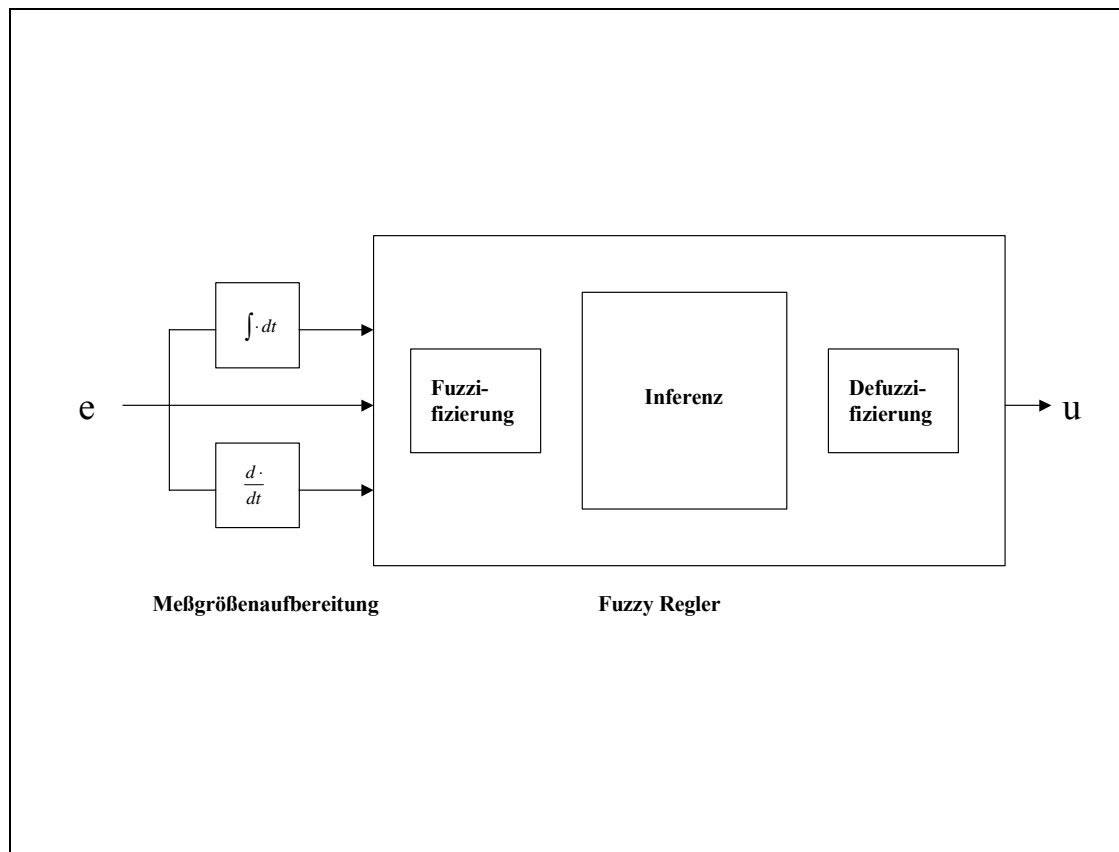 ∫· dt
e
Fuzzi-
fizierung
Inferenz
Defuzzi-
fizierung
u
d ·
dt
Meßgrößenaufbereitung
Fuzzy Regler